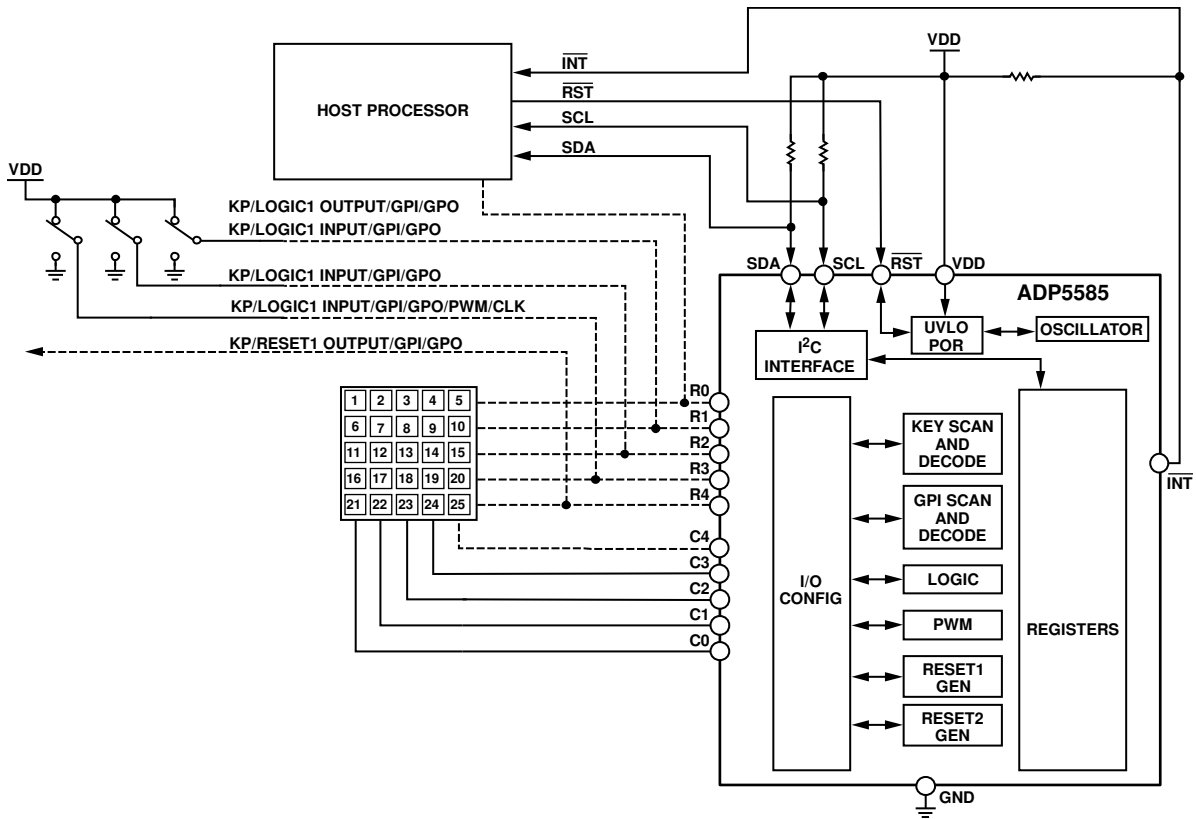 VDD
INT
HOST PROCESSOR
RST
SCL
SDA
VDD
KP/LOGIC1 OUTPUT/GPI/GPO
KP/LOGIC1 INPUT/GPI/GPO
KP/LOGIC1 INPUT/GPI/GPO
KP/LOGIC1 INPUT/GPI/GPO/PWM/CLK
KP/RESET1 OUTPUT/GPI/GPO
SDA SCL RST VDD
ADP5585
I2C
INTERFACE
UVLO
POR
OSCILLATOR
1 2 3 4 5
6 7 8 9 10
11 12 13 14 15
16 17 18 19 20
21 22 23 24 25
R0
R1
R2
R3
R4
C4
C3
C2
C1
C0
I/O
CONFIG
KEY SCAN
AND
DECODE
GPI SCAN
AND
DECODE
LOGIC
PWM
RESET1
GEN
RESET2
GEN
REGISTERS
INT
GND